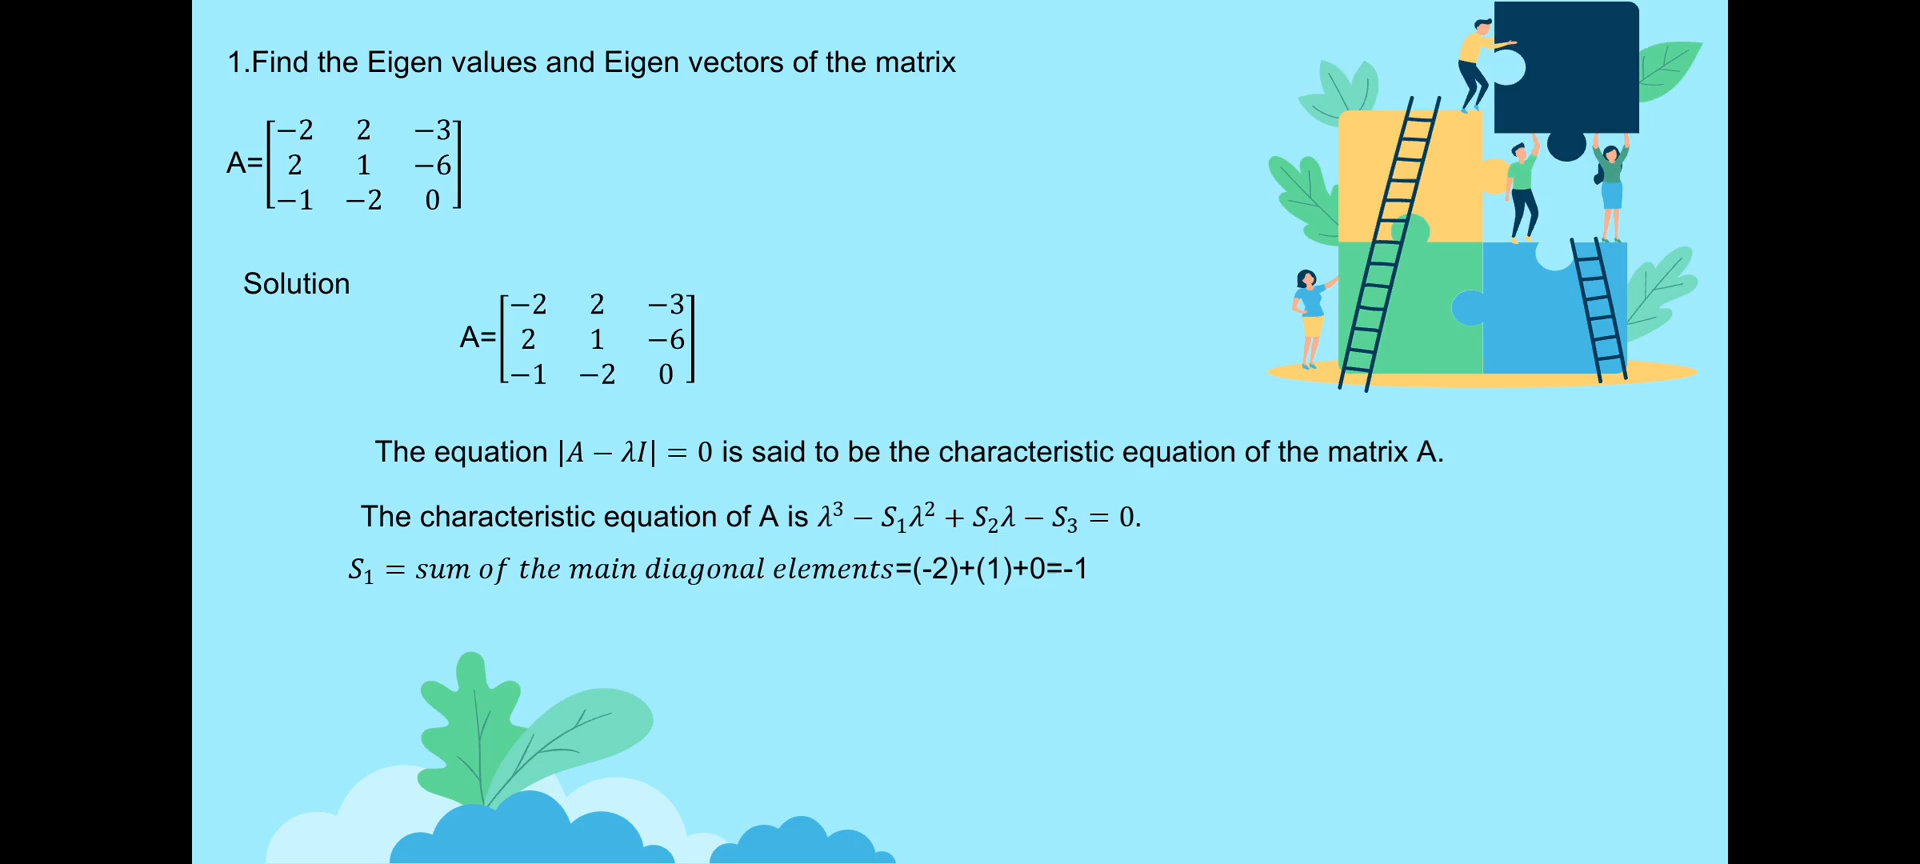 1.Find the Eigen values and Eigen vectors of the matrix
A=[−2 2 −3
2 1 −6
−1 −2 0]
Solution
A=[−2 2 −3
2 1 −6
−1 −2 0]
The equation |A − λI| = 0 is said to be the characteristic equation of the matrix A.
The characteristic equation of A is λ³ − S₁λ² + S₂λ − S₃ = 0.
S₁ = sum of the main diagonal elements=(-2)+(1)+0=-1